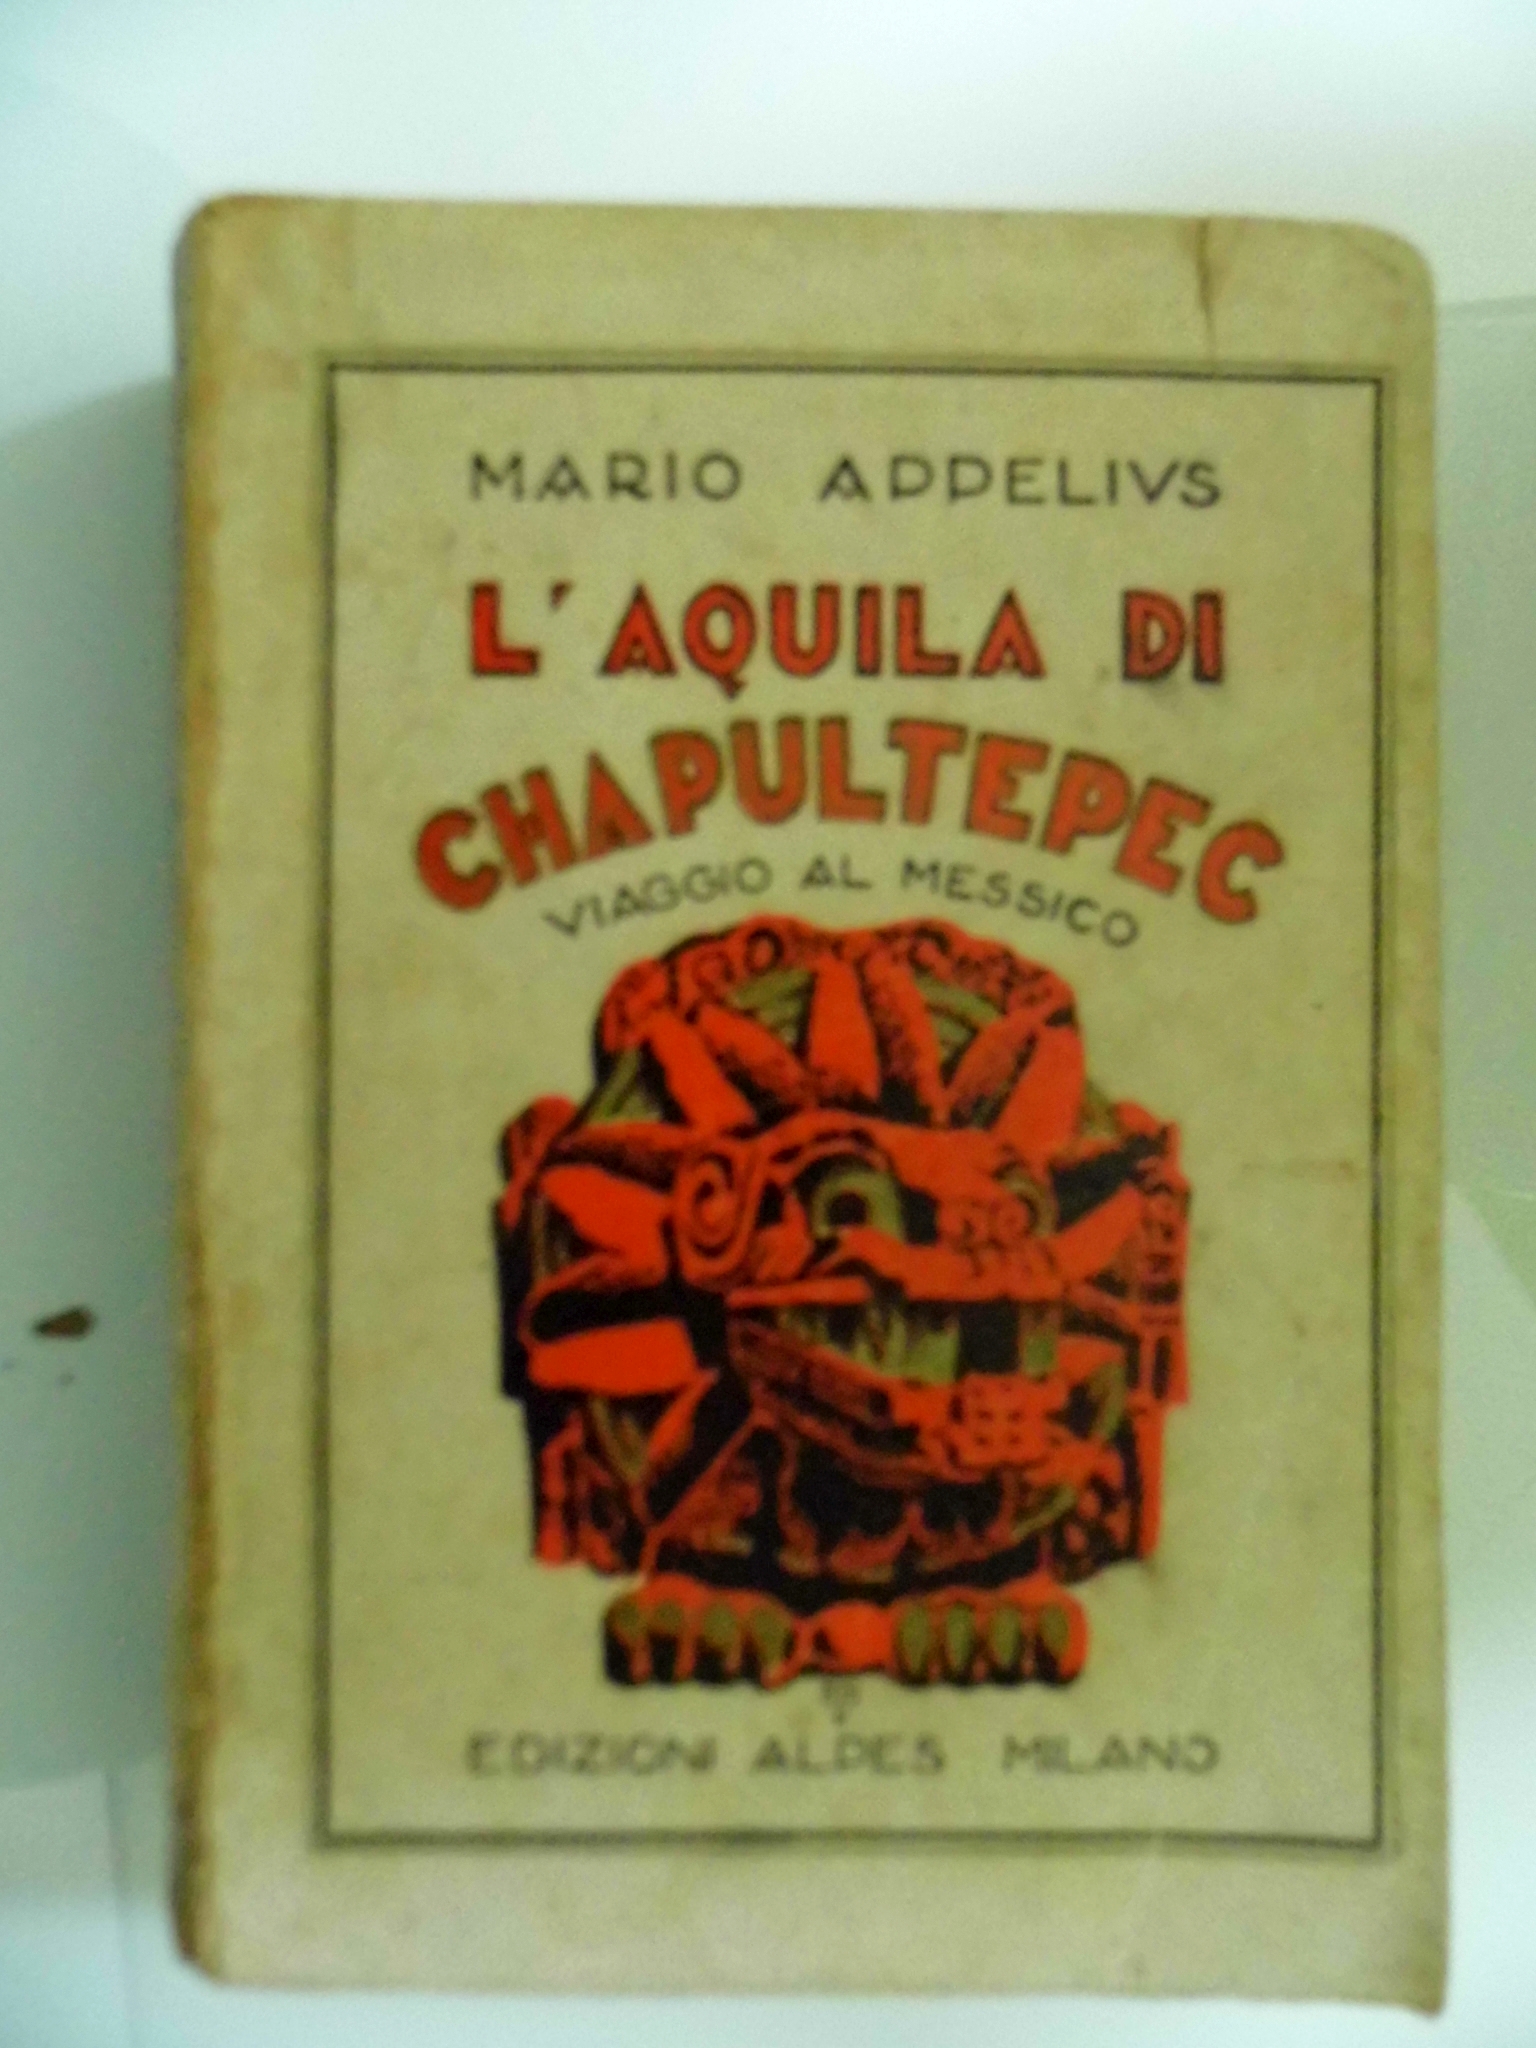 MARIO APPELIVS
L'AQUILA DI
CHAPULTEPEC
VIAGGIO AL MESSICO
EDIZIONI ALPES MILANO